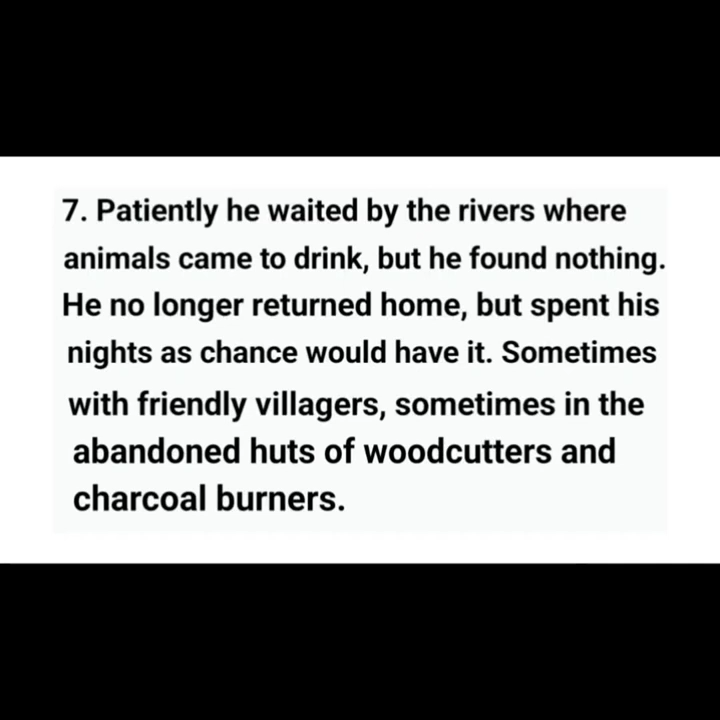 7. Patiently he waited by the rivers where
animals came to drink, but he found nothing.
He no longer returned home, but spent his
nights as chance would have it. Sometimes
with friendly villagers, sometimes in the
abandoned huts of woodcutters and
charcoal burners.